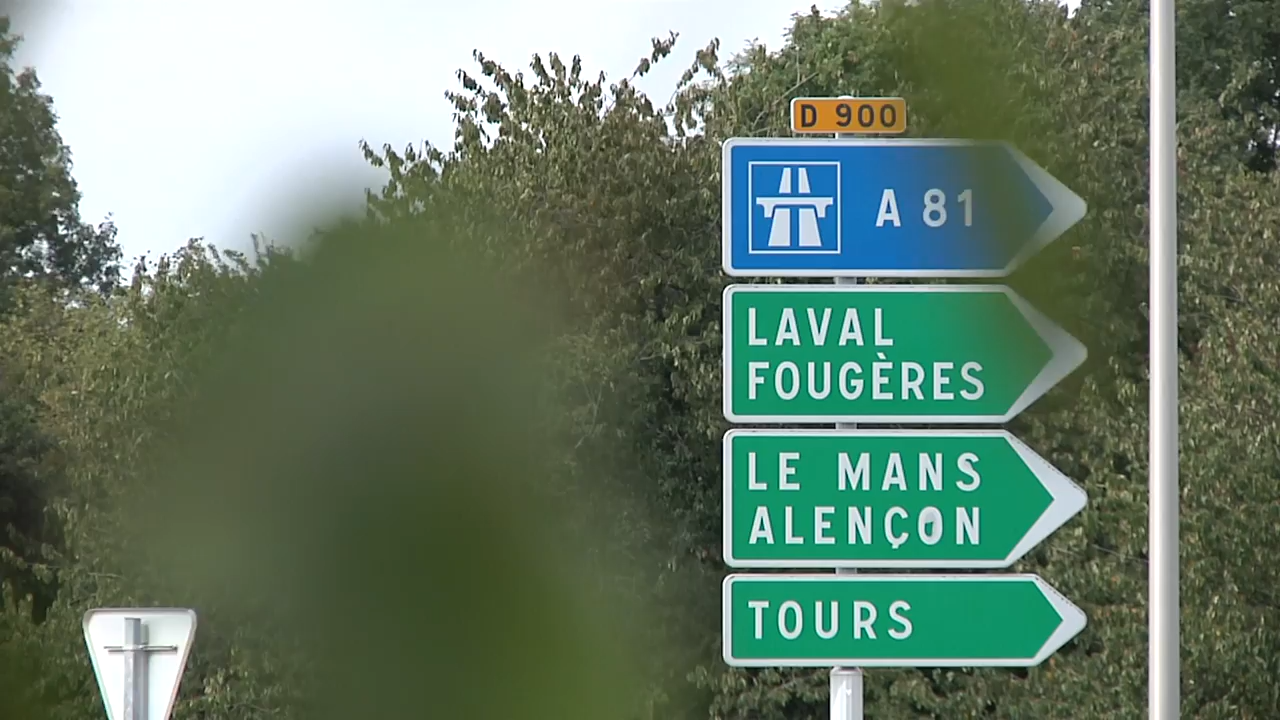 D 900
A 81
LAVAL
FOUGÈRES
LE MANS
ALENÇON
TOURS